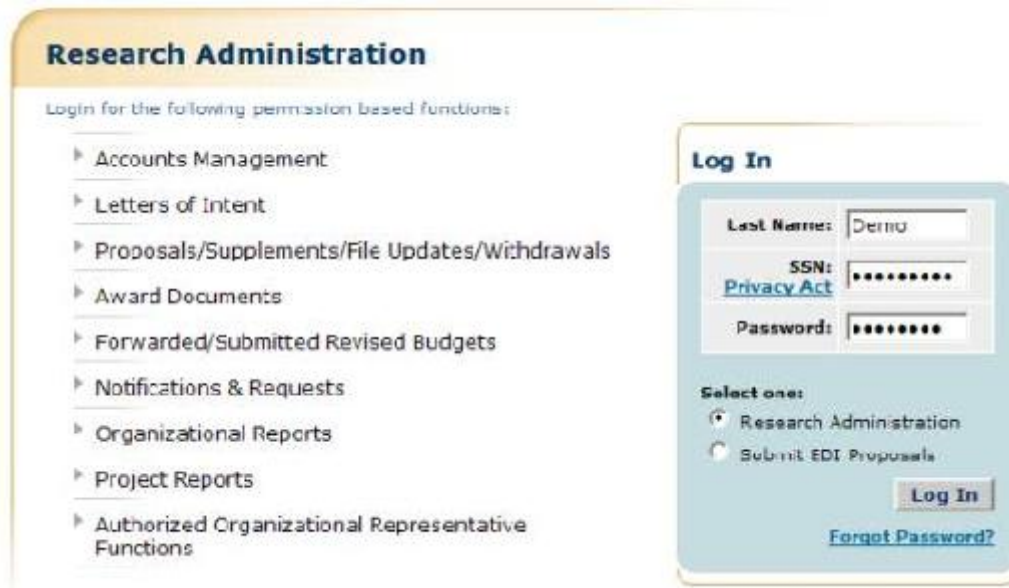 Research Administration
Login for the following permission based functions:
Accounts Management
Letters of Intent
Proposals/Supplements/File Updates/Withdrawals
Award Documents
Forwarded/Submitted Revised Budgets
Notifications & Requests
Organizational Reports
Project Reports
Authorized Organizational Representative
Functions
Log In
Last Name: Demo
SSN: •••••••••
Privacy Act
Password: ••••••••
Select one:
Research Administration
Submit EDI Proposals
Log In
Forgot Password?